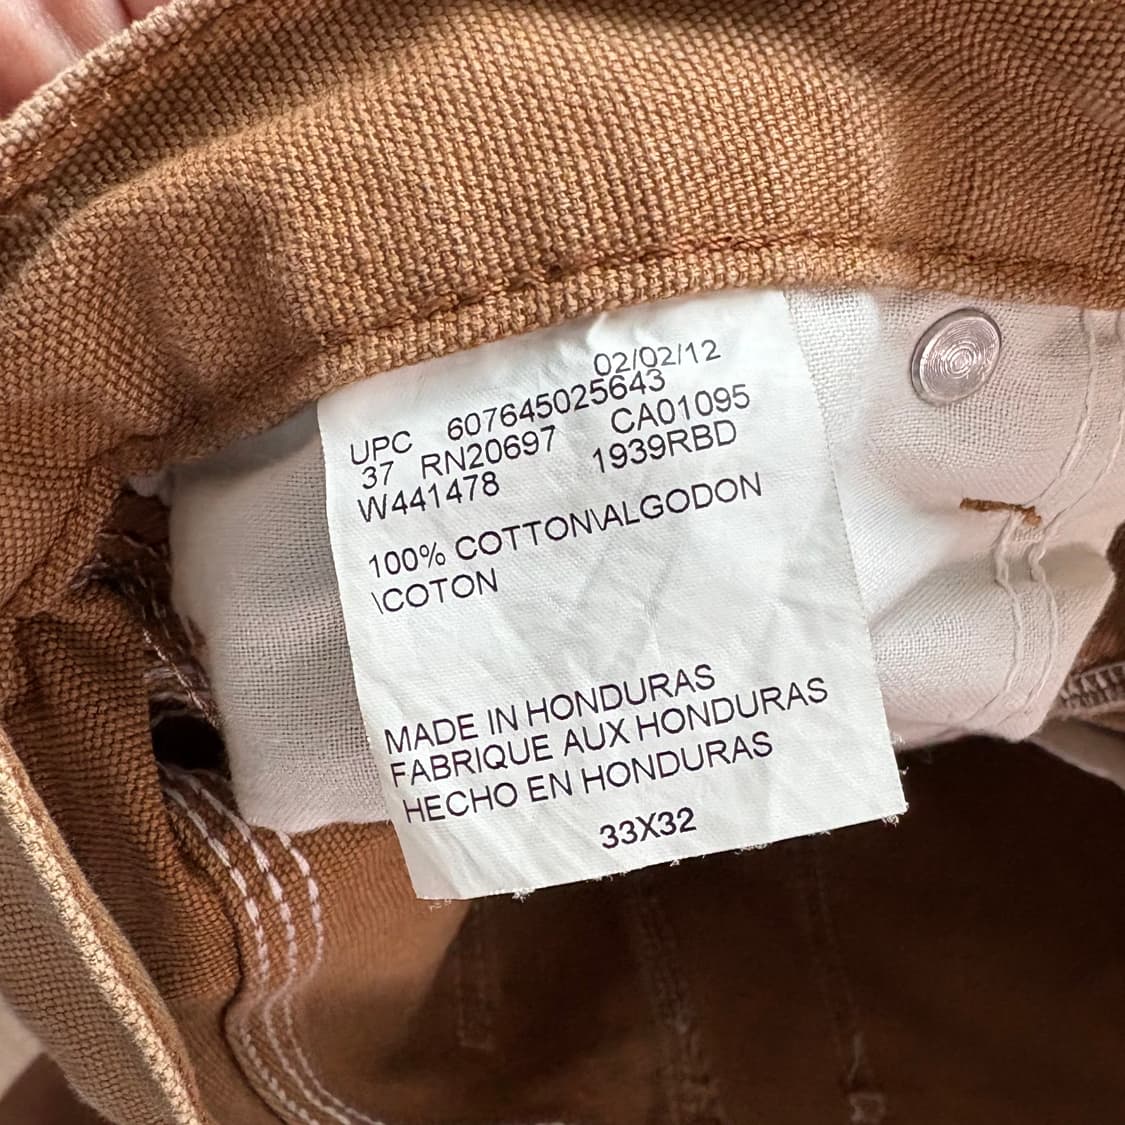 02/02/12
UPC 607645025643
37 RN20697 CA01095
W441478 1939RBD
100% COTTON\ALGODON
\COTON
MADE IN HONDURAS
FABRIQUE AUX HONDURAS
HECHO EN HONDURAS
33X32